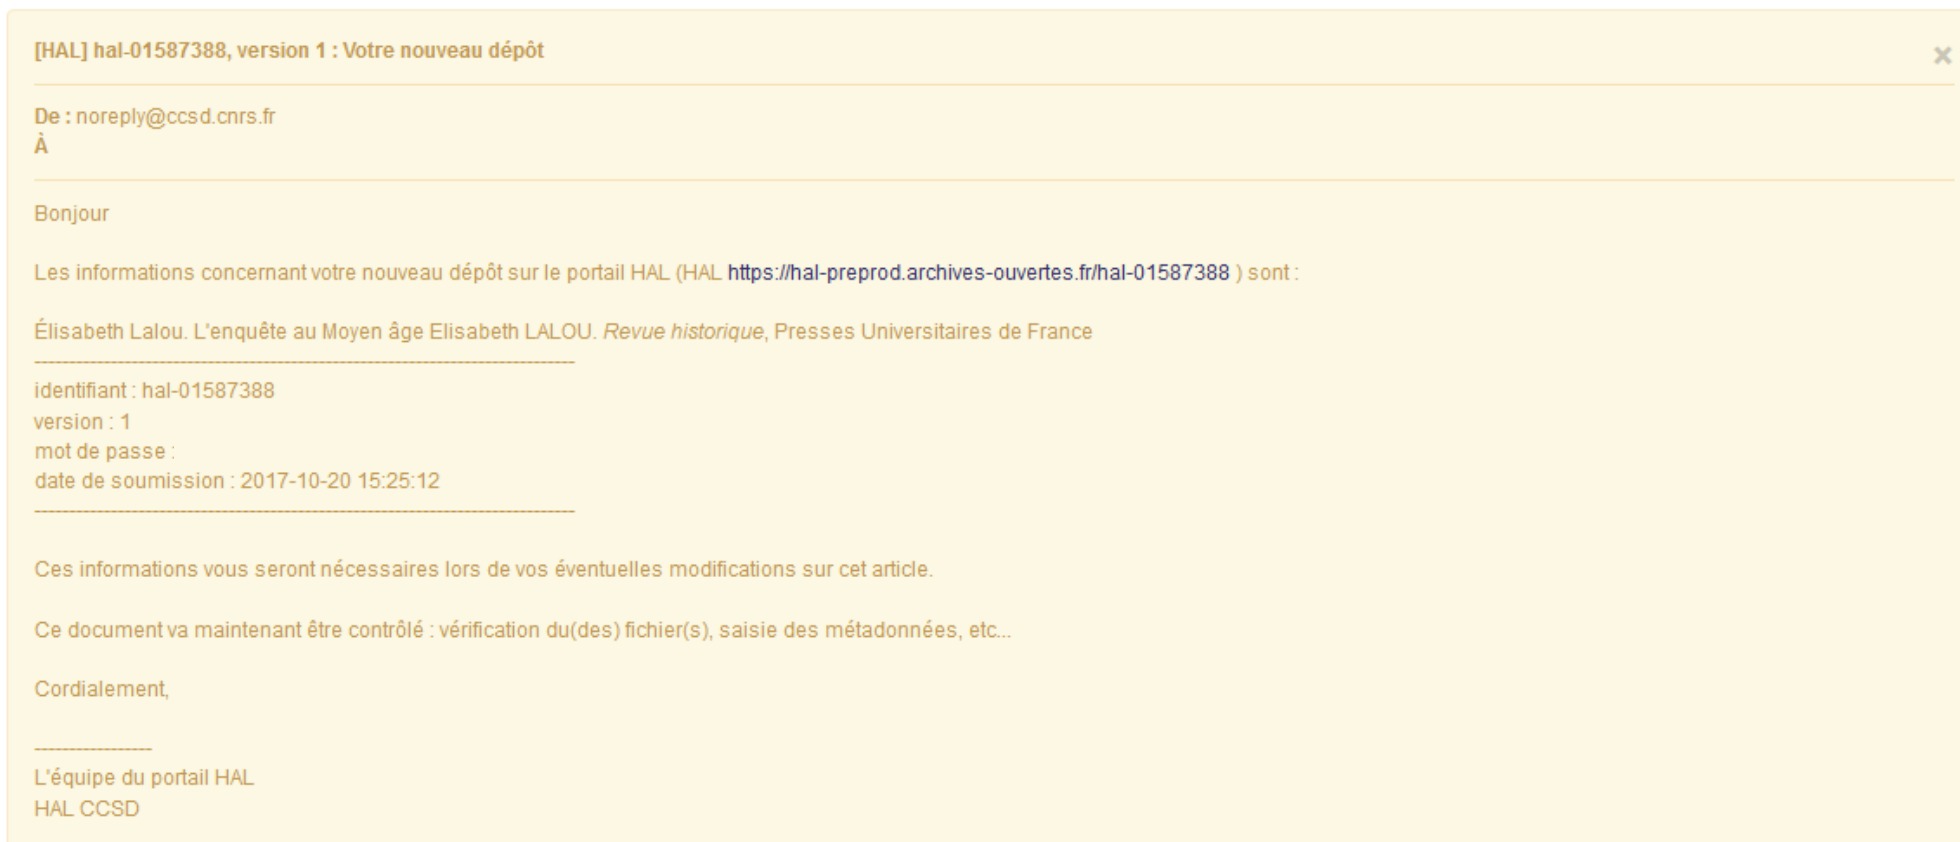 [HAL] hal-01587388, version 1 : Votre nouveau dépôt
De : noreply@ccsd.cnrs.fr
À
Bonjour
Les informations concernant votre nouveau dépôt sur le portail HAL (HAL https://hal-preprod.archives-ouvertes.fr/hal-01587388 ) sont :
Élisabeth Lalou. L'enquête au Moyen âge Elisabeth LALOU. Revue historique, Presses Universitaires de France
------------------------------------------------------------------------------
identifiant : hal-01587388
version : 1
mot de passe :
date de soumission : 2017-10-20 15:25:12
------------------------------------------------------------------------------
Ces informations vous seront nécessaires lors de vos éventuelles modifications sur cet article.
Ce document va maintenant être contrôlé : vérification du(des) fichier(s), saisie des métadonnées, etc...
Cordialement,
-----------------
L'équipe du portail HAL
HAL CCSD